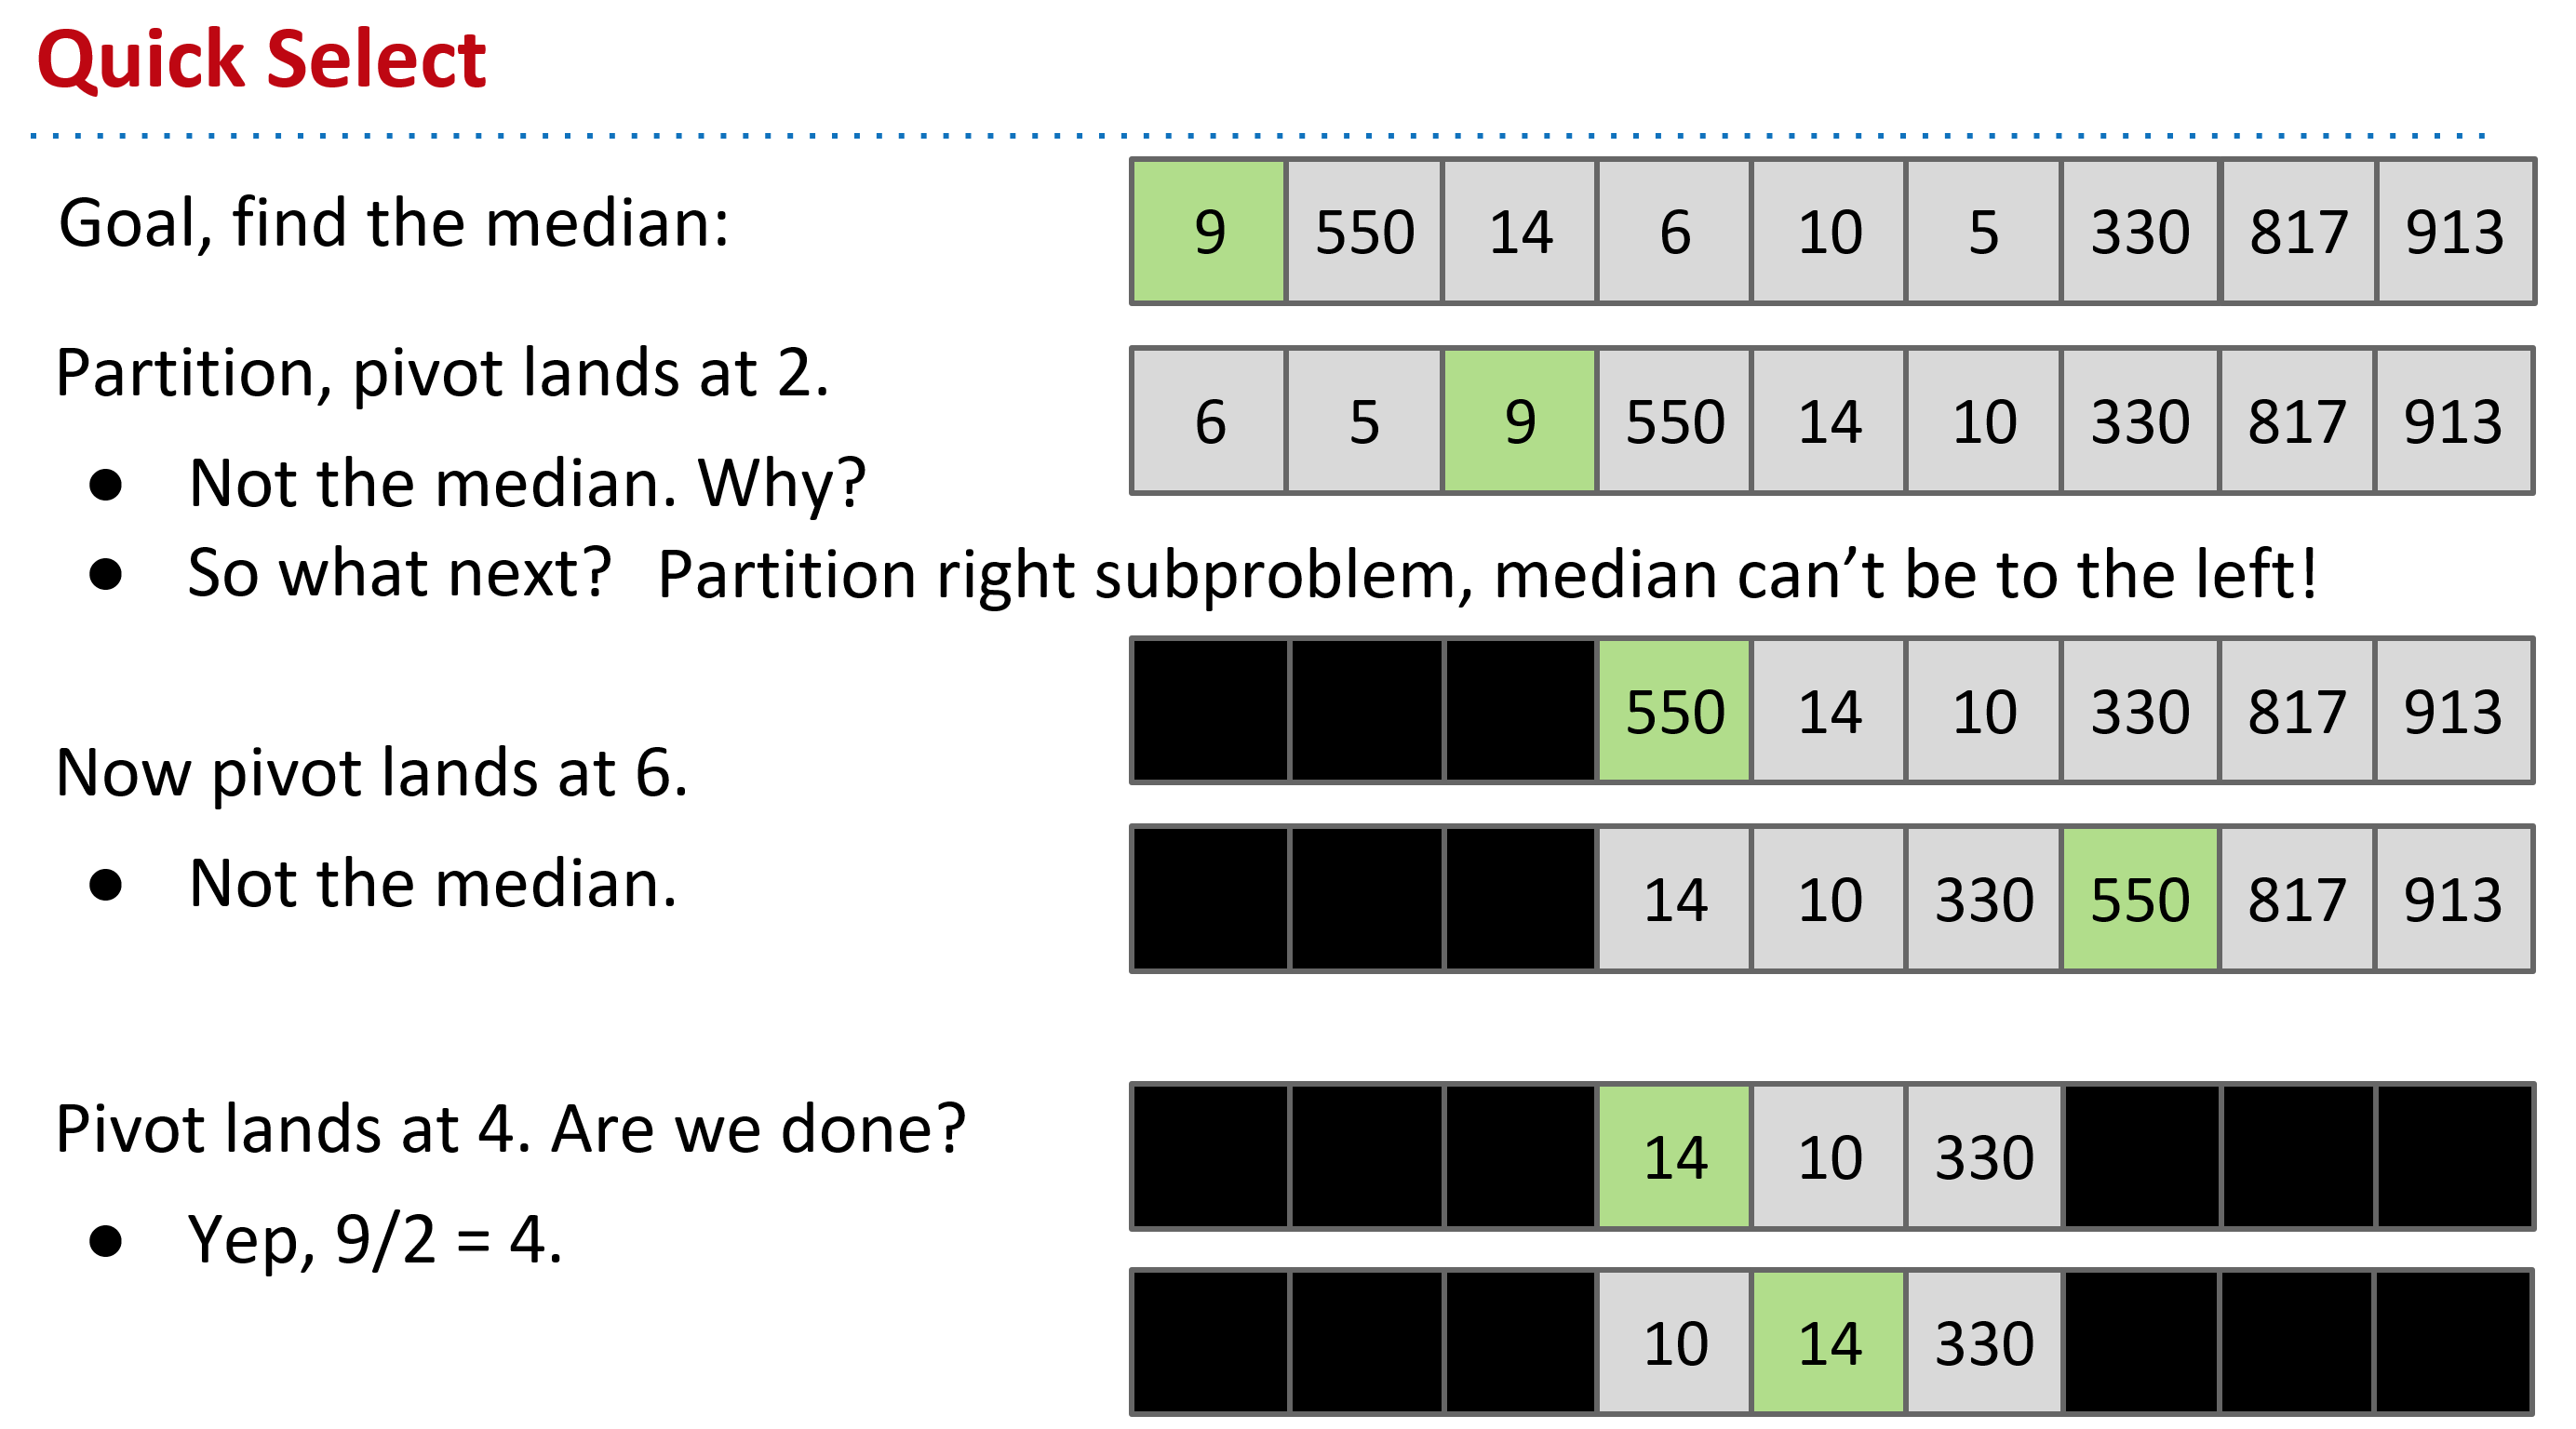 Quick Select
Goal, find the median:
9 550 14 6 10 5 330 817 913
Partition, pivot lands at 2.
6 5 9 550 14 10 330 817 913
● Not the median. Why?
● So what next? Partition right subproblem, median can’t be to the left!
550 14 10 330 817 913
Now pivot lands at 6.
● Not the median.
14 10 330 550 817 913
Pivot lands at 4. Are we done?
14 10 330
● Yep, 9/2 = 4.
10 14 330